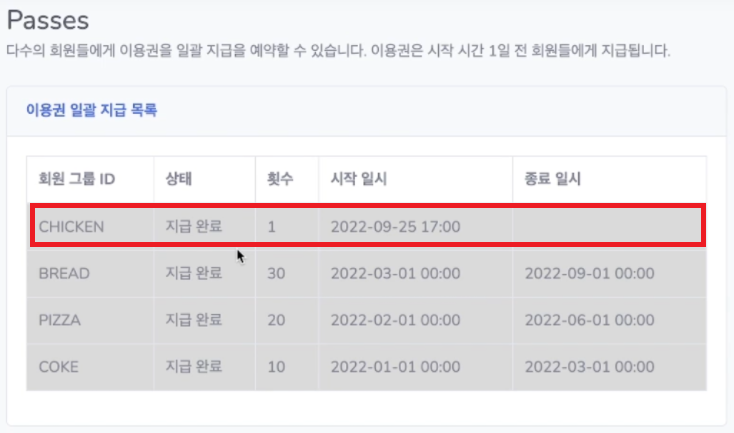 Passes
다수의 회원들에게 이용권을 일괄 지급을 예약할 수 있습니다. 이용권은 시작 시간 1일 전 회원들에게 지급됩니다.
이용권 일괄 지급 목록
회원 그룹 ID 상태 횟수 시작 일시 종료 일시
CHICKEN 지급 완료 1 2022-09-25 17:00
BREAD 지급 완료 30 2022-03-01 00:00 2022-09-01 00:00
PIZZA 지급 완료 20 2022-02-01 00:00 2022-06-01 00:00
COKE 지급 완료 10 2022-01-01 00:00 2022-03-01 00:00